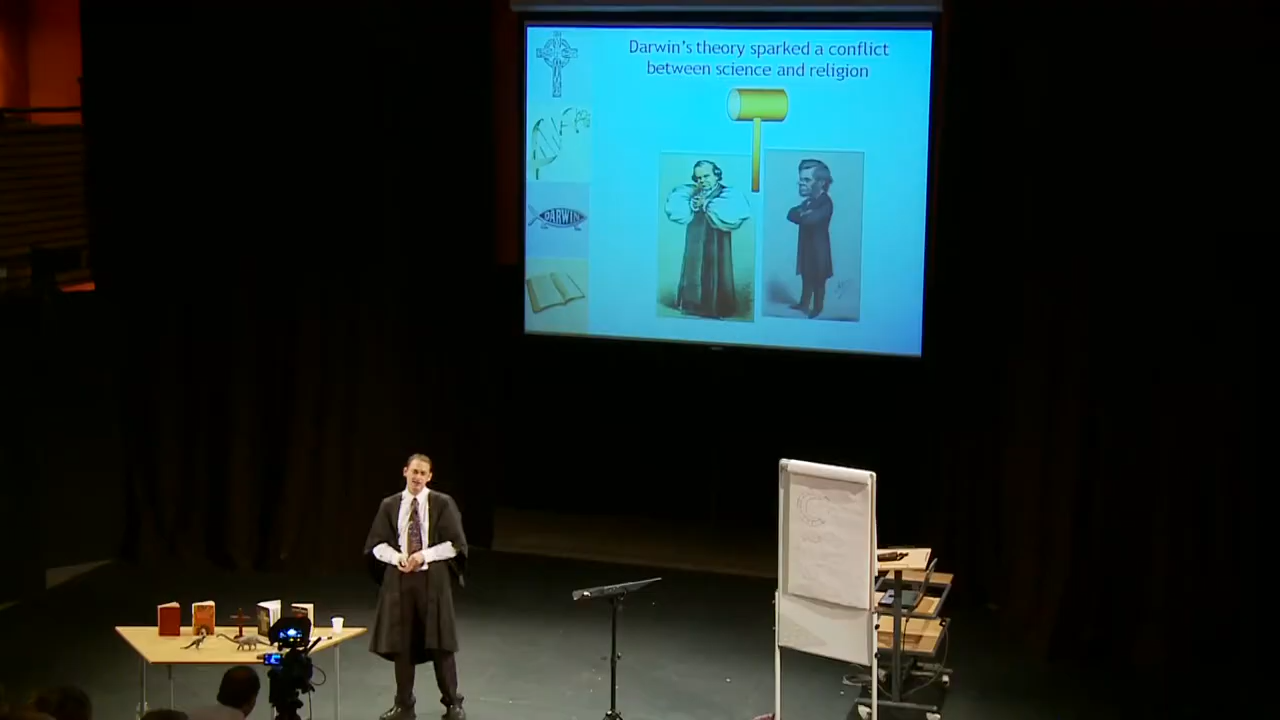 Darwin's theory sparked a conflict
between science and religion
DARWIN